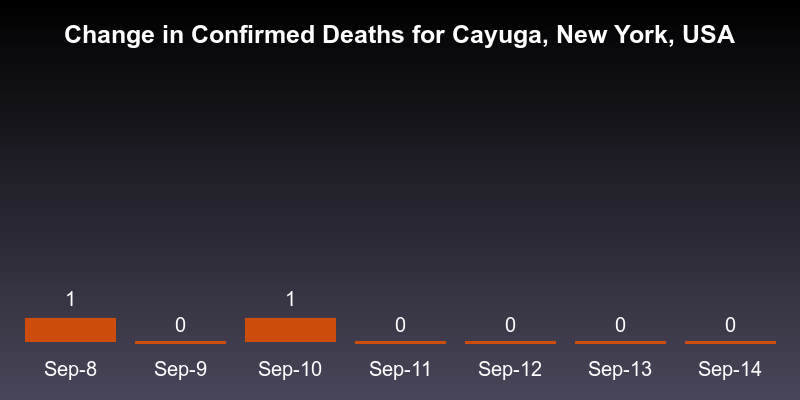 Change in Confirmed Deaths for Cayuga, New York, USA
1 0 1 0 0 0 0
Sep-8 Sep-9 Sep-10 Sep-11 Sep-12 Sep-13 Sep-14